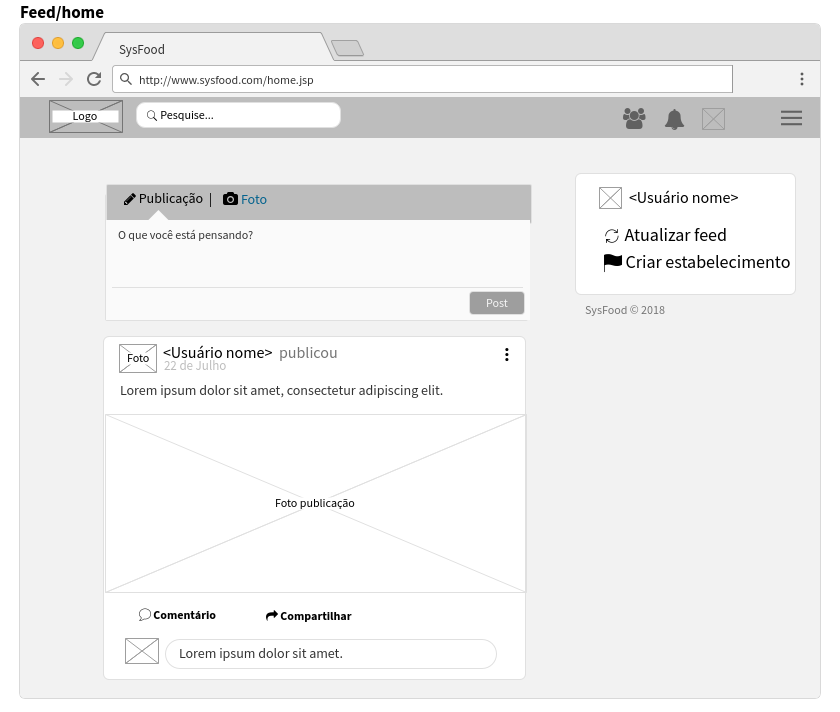 Feed/home
SysFood
http://www.sysfood.com/home.jsp
Logo
Pesquise...
Publicação | Foto
O que você está pensando?
Post
<Usuário nome>
Atualizar feed
Criar estabelecimento
SysFood © 2018
Foto
<Usuário nome> publicou
22 de Julho
Lorem ipsum dolor sit amet, consectetur adipiscing elit.
Foto publicação
Comentário
Compartilhar
Lorem ipsum dolor sit amet.